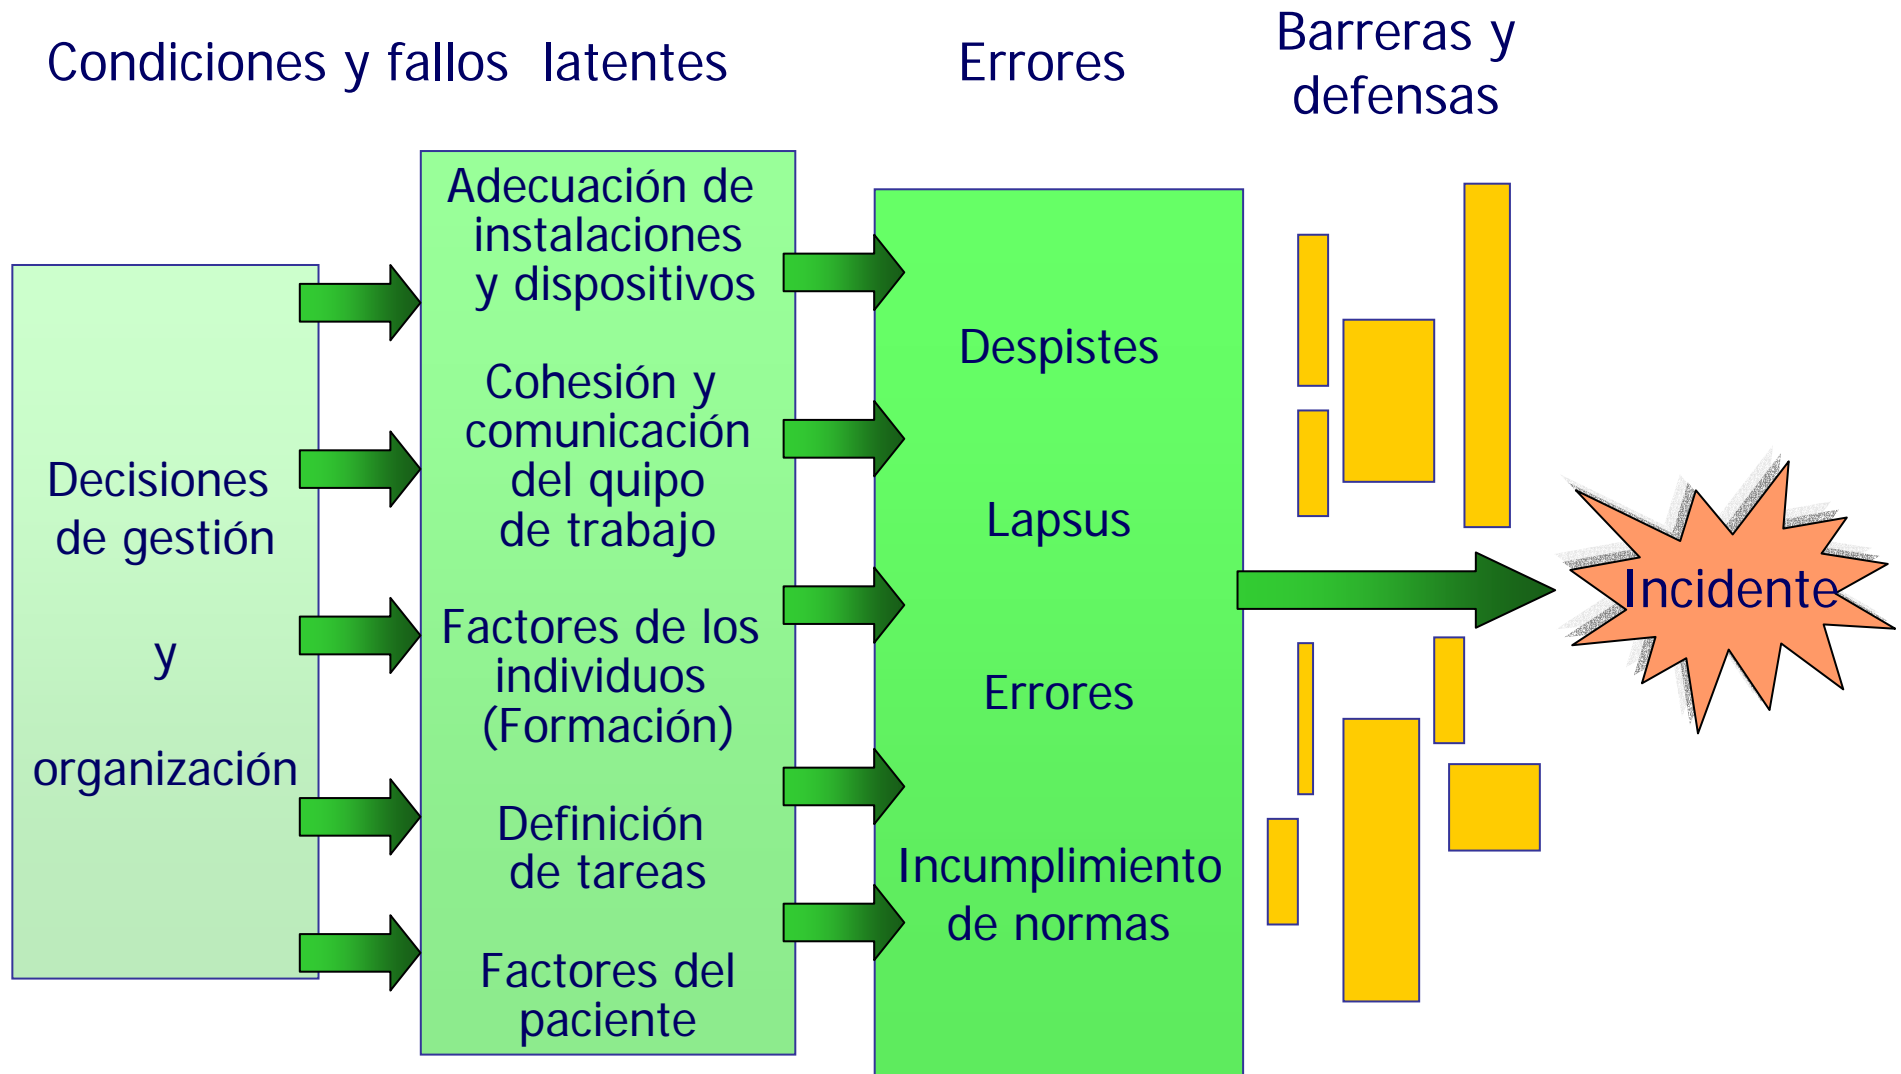 Condiciones y fallos latentes
Errores
Barreras y
defensas
Decisiones
de gestión
y
organización
Adecuación de
instalaciones
y dispositivos
Cohesión y
comunicación
del quipo
de trabajo
Factores de los
individuos
(Formación)
Definición
de tareas
Factores del
paciente
Despistes
Lapsus
Errores
Incumplimiento
de normas
Incidente